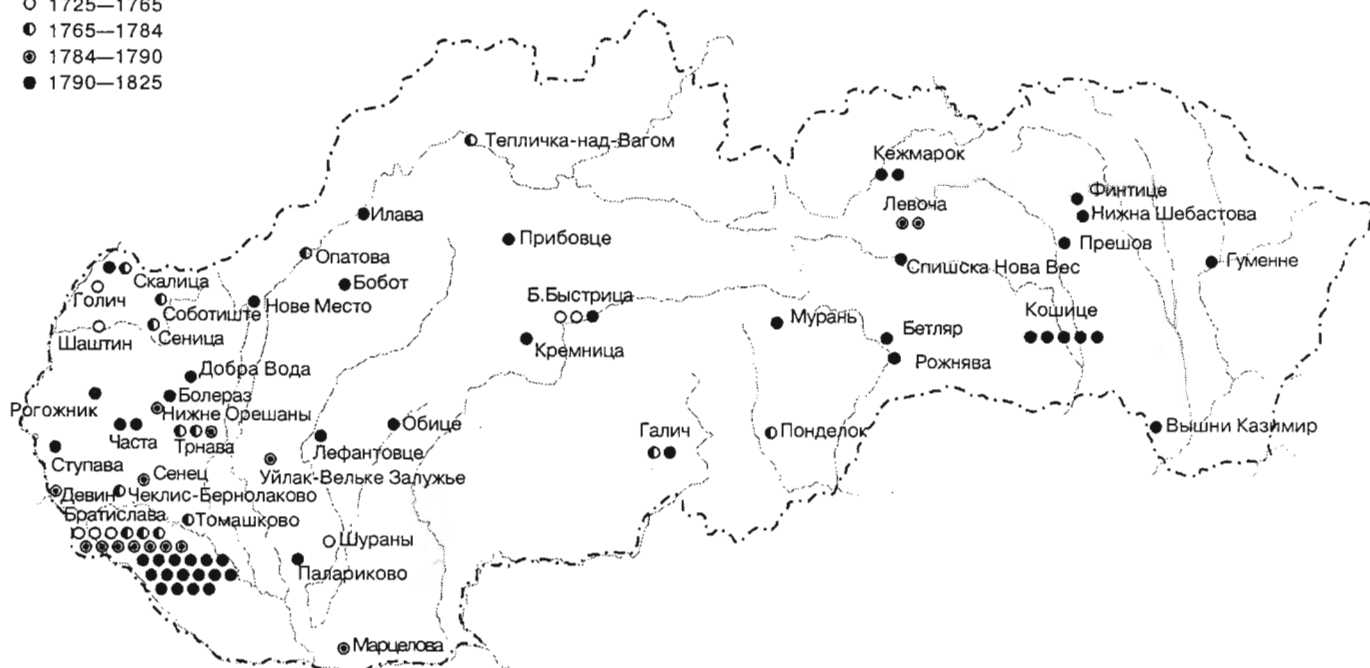 1725—1765
1765—1784
1784—1790
1790—1825
Тепличка-над-Вагом
Кежмарок
Финтице
Левоча
Нижна Шебастова
Илава
Прибовце
Прешов
Опатова
Спишска Нова Вес
Гуменне
Скалица
Бобот
Голич
Б.Быстрица
Нове Место
Соботиште
Мурань
Кошице
Шаштин
Сеница
Бетляр
Кремница
Рожнява
Добра Вода
Болераз
Рогожник
Нижне Орешаны
Обице
Вышни Казимир
Галич
Понделок
Часта
Трнава
Лефантовце
Ступава
Сенец
Уйлак-Вельке Залужье
Девин
Чеклис-Бернолаково
Братислава
Томашково
Шураны
Палариково
Марцелова